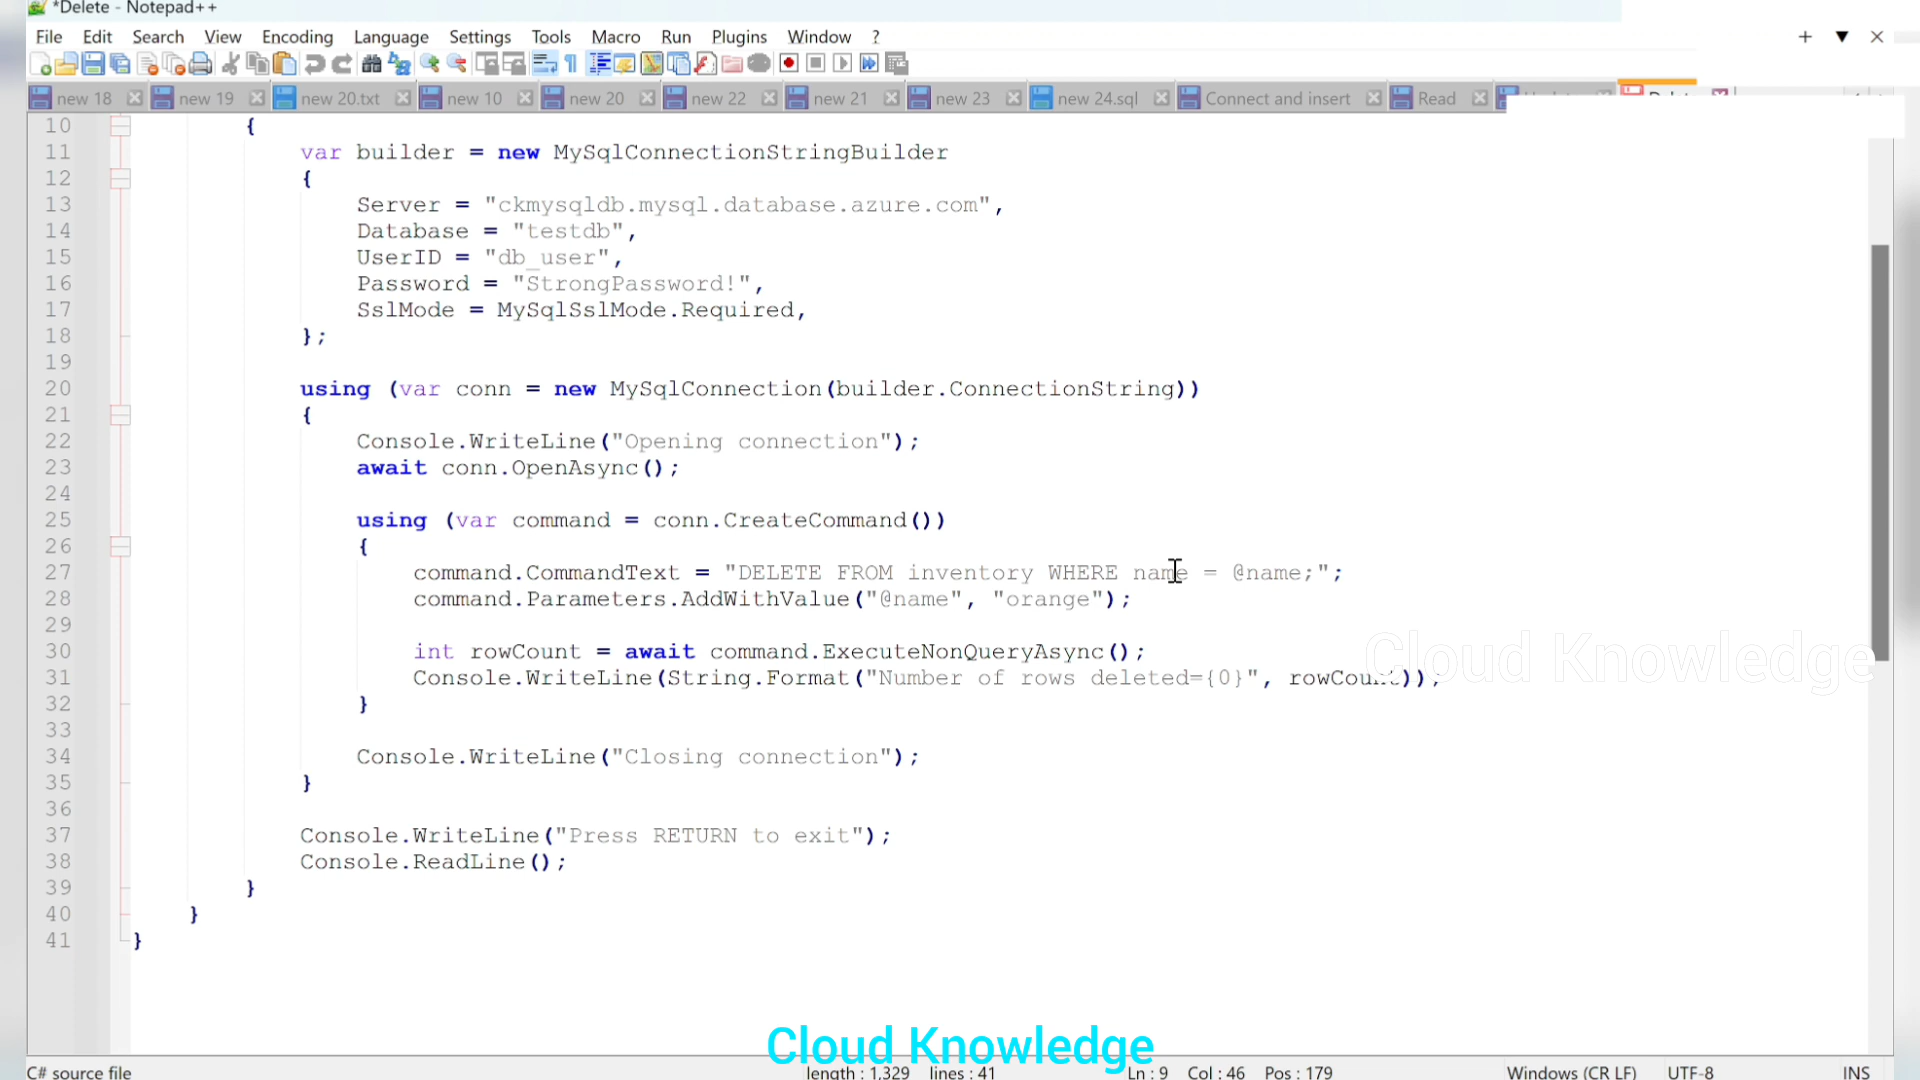 *Delete - Notepad++
File Edit Search View Encoding Language Settings Tools Macro Run Plugins Window ?
new 18 new 19 new 20.txt new 10 new 20 new 22 new 21 new 23 new 24.sql Connect and insert Read
10 {
11 var builder = new MySqlConnectionStringBuilder
12 {
13 Server = "ckmysqldb.mysql.database.azure.com",
14 Database = "testdb",
15 UserID = "db_user",
16 Password = "StrongPassword!",
17 SslMode = MySqlSslMode.Required,
18 };
19
20 using (var conn = new MySqlConnection(builder.ConnectionString))
21 {
22 Console.WriteLine("Opening connection");
23 await conn.OpenAsync();
24
25 using (var command = conn.CreateCommand())
26 {
27 command.CommandText = "DELETE FROM inventory WHERE name = @name;";
28 command.Parameters.AddWithValue("@name", "orange");
29
30 int rowCount = await command.ExecuteNonQueryAsync();
31 Console.WriteLine(String.Format("Number of rows deleted={0}", rowCount));
Cloud Knowledge
32 }
33
34 Console.WriteLine("Closing connection");
35 }
36
37 Console.WriteLine("Press RETURN to exit");
38 Console.ReadLine();
39 }
40 }
41 }
Cloud Knowledge
C# source file length : 1,329 lines : 41 Ln : 9 Col : 46 Pos : 179 Windows (CR LF) UTF-8 INS